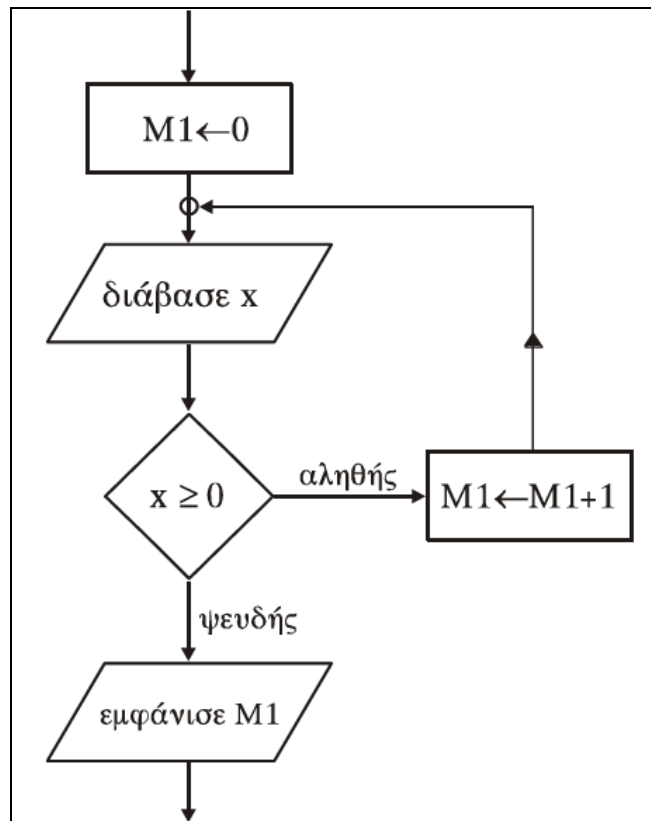 M1←0
διάβασε x
x ≥ 0
αληθής
M1←M1+1
ψευδής
εμφάνισε M1